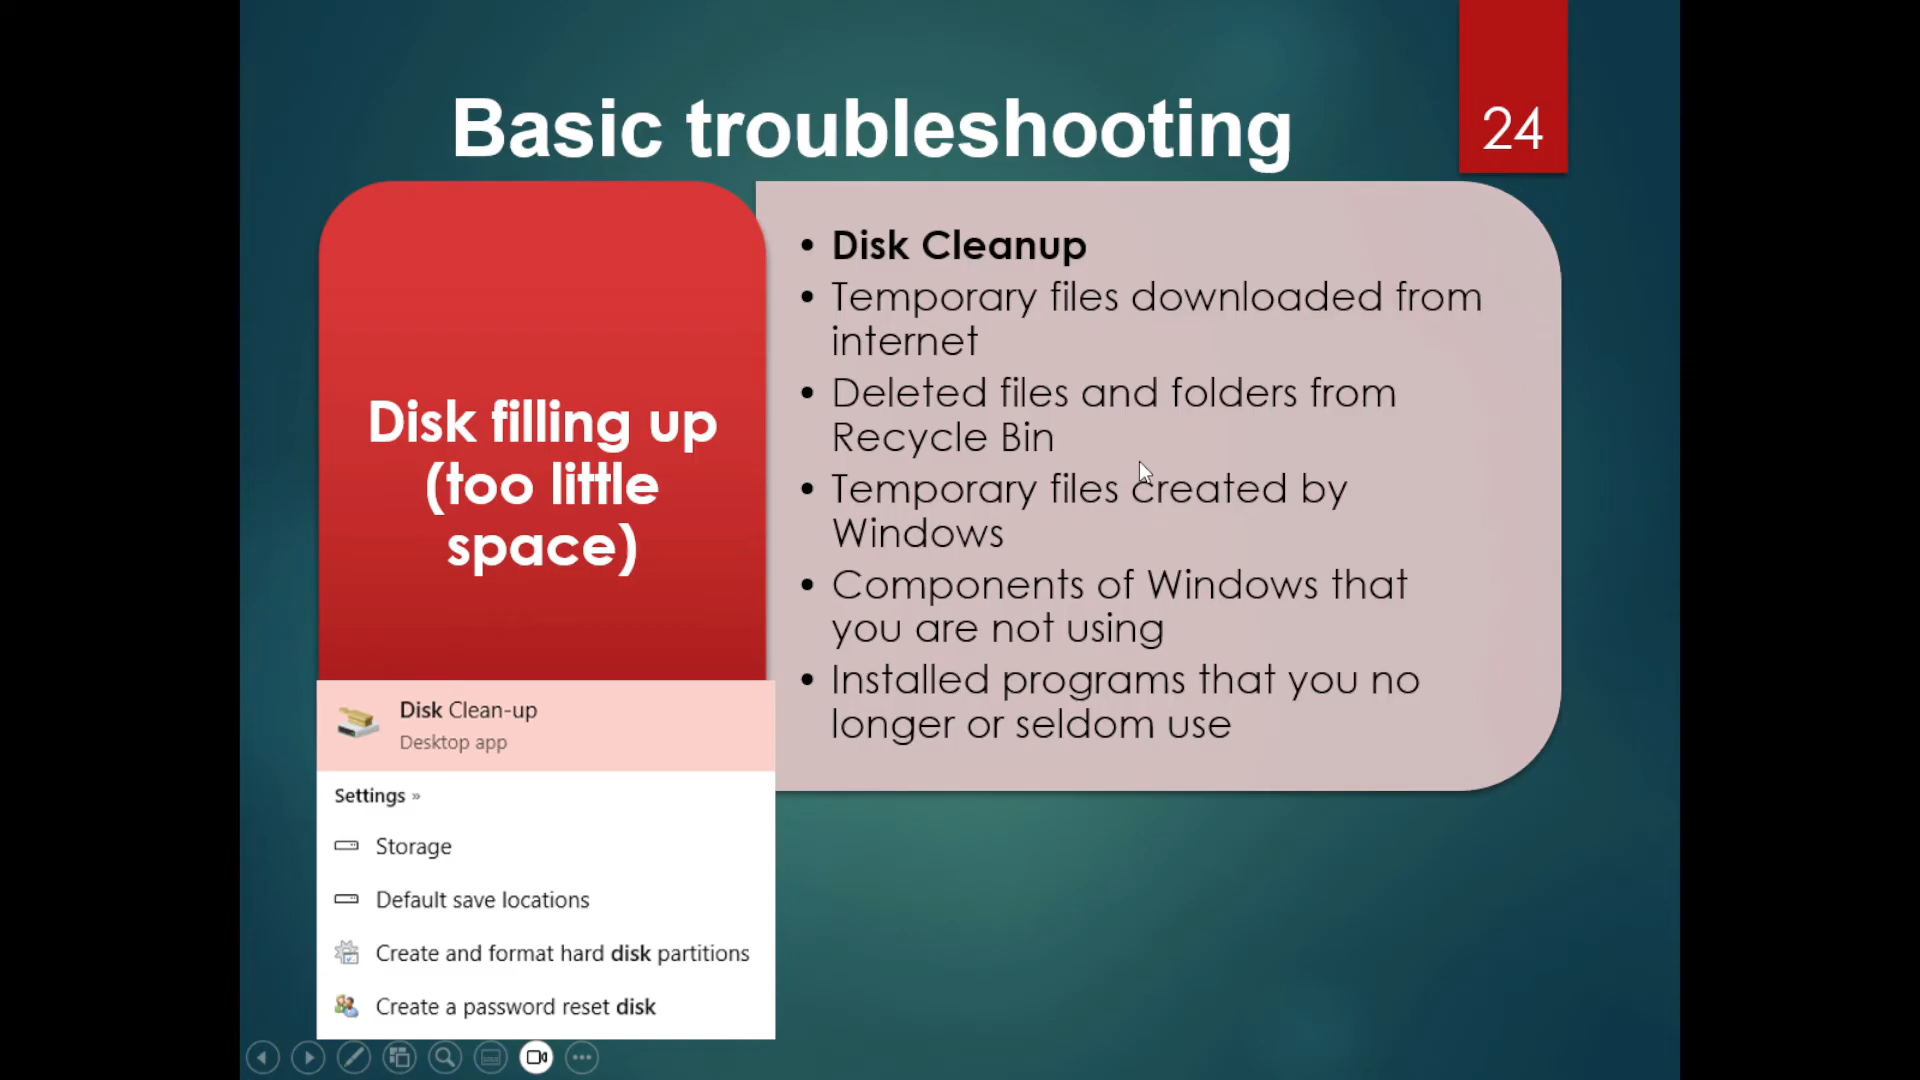 Basic troubleshooting
24
Disk filling up
(too little
space)
• Disk Cleanup
• Temporary files downloaded from
internet
• Deleted files and folders from
Recycle Bin
• Temporary files created by
Windows
• Components of Windows that
you are not using
• Installed programs that you no
longer or seldom use
Disk Clean-up
Desktop app
Settings »
Storage
Default save locations
Create and format hard disk partitions
Create a password reset disk